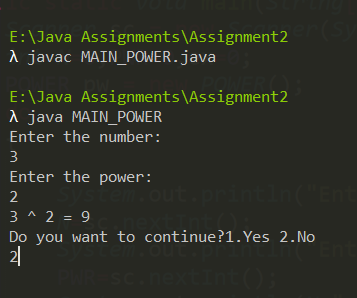 E:\Java Assignments\Assignment2
λ javac MAIN_POWER.java
E:\Java Assignments\Assignment2
λ java MAIN_POWER
Enter the number:
3
Enter the power:
2
3 ^ 2 = 9
Do you want to continue?1.Yes 2.No
2